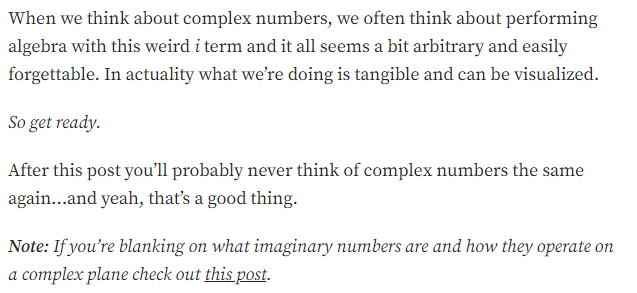 When we think about complex numbers, we often think about performing
algebra with this weird i term and it all seems a bit arbitrary and easily
forgettable. In actuality what we’re doing is tangible and can be visualized.
So get ready.
After this post you’ll probably never think of complex numbers the same
again…and yeah, that’s a good thing.
Note: If you’re blanking on what imaginary numbers are and how they operate on
a complex plane check out this post.